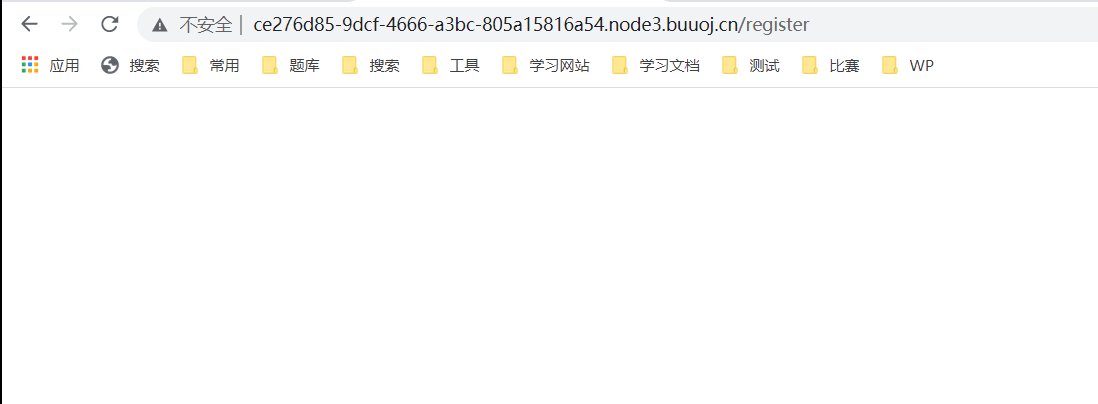 不安全 | ce276d85-9dcf-4666-a3bc-805a15816a54.node3.buuoj.cn/register
应用 搜索 常用 题库 搜索 工具 学习网站 学习文档 测试 比赛 WP